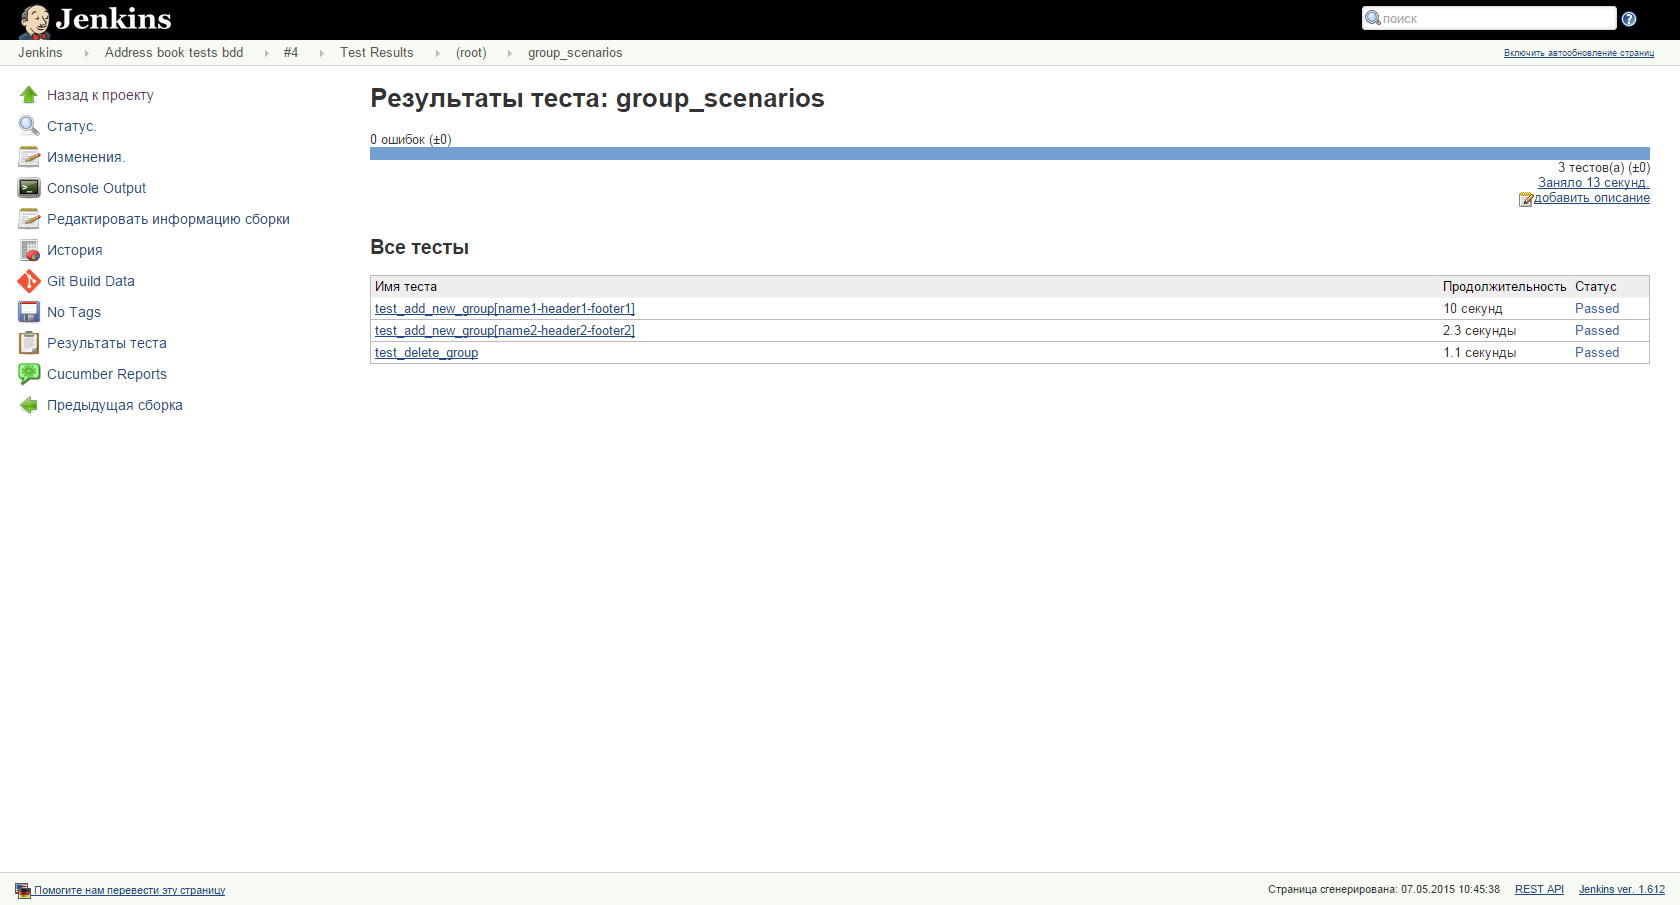 Jenkins
поиск
Jenkins Address book tests bdd #4 Test Results (root) group_scenarios
Включить автообновление страниц
Назад к проекту
Статус.
Изменения.
Console Output
Редактировать информацию сборки
История
Git Build Data
No Tags
Результаты теста
Cucumber Reports
Предыдущая сборка
Результаты теста: group_scenarios
0 ошибок (±0)
3 тестов(а) (±0)
Заняло 13 секунд.
добавить описание
Все тесты
Имя теста Продолжительность Статус
test_add_new_group[name1-header1-footer1] 10 секунд Passed
test_add_new_group[name2-header2-footer2] 2.3 секунды Passed
test_delete_group 1.1 секунды Passed
Помогите нам перевести эту страницу
Страница сгенерирована: 07.05.2015 10:45:38 REST API Jenkins ver. 1.612